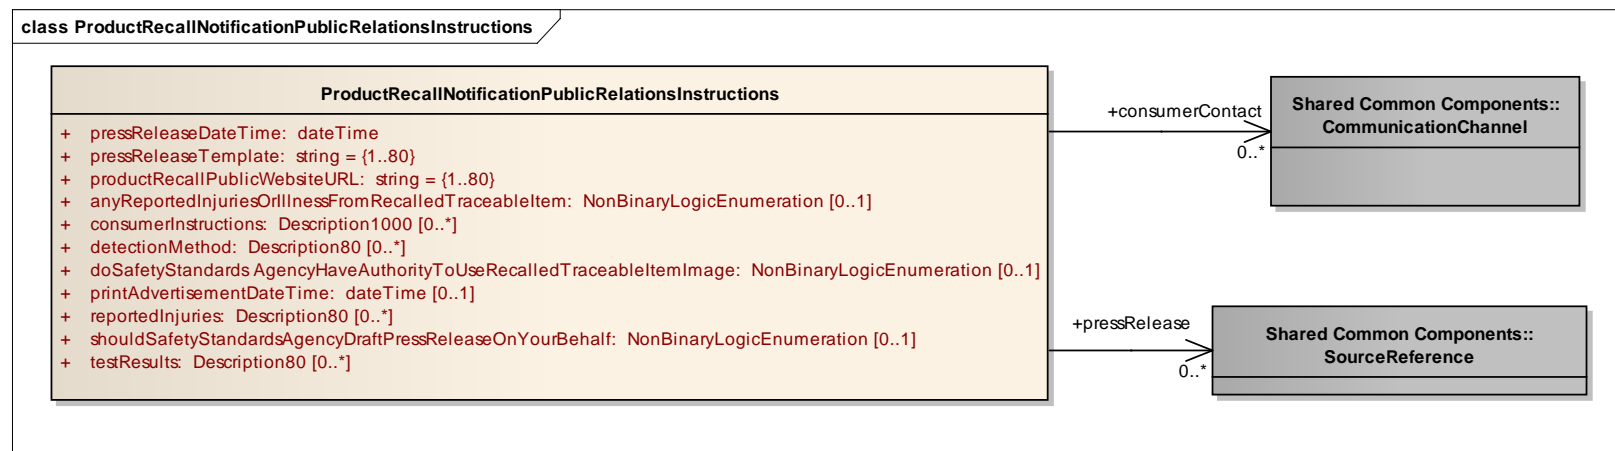 class ProductRecallNotificationPublicRelationsInstructions
ProductRecallNotificationPublicRelationsInstructions
+ pressReleaseDateTime: dateTime
+ pressReleaseTemplate: string = {1..80}
+ productRecallPublicWebsiteURL: string = {1..80}
+ anyReportedInjuriesOrIllnessFromRecalledTraceableItem: NonBinaryLogicEnumeration [0..1]
+ consumerInstructions: Description1000 [0..*]
+ detectionMethod: Description80 [0..*]
+ doSafetyStandards AgencyHaveAuthorityToUseRecalledTraceableItemImage: NonBinaryLogicEnumeration [0..1]
+ printAdvertisementDateTime: dateTime [0..1]
+ reportedInjuries: Description80 [0..*]
+ shouldSafetyStandardsAgencyDraftPressReleaseOnYourBehalf: NonBinaryLogicEnumeration [0..1]
+ testResults: Description80 [0..*]
+consumerContact
0..*
Shared Common Components::
CommunicationChannel
+pressRelease
0..*
Shared Common Components::
SourceReference